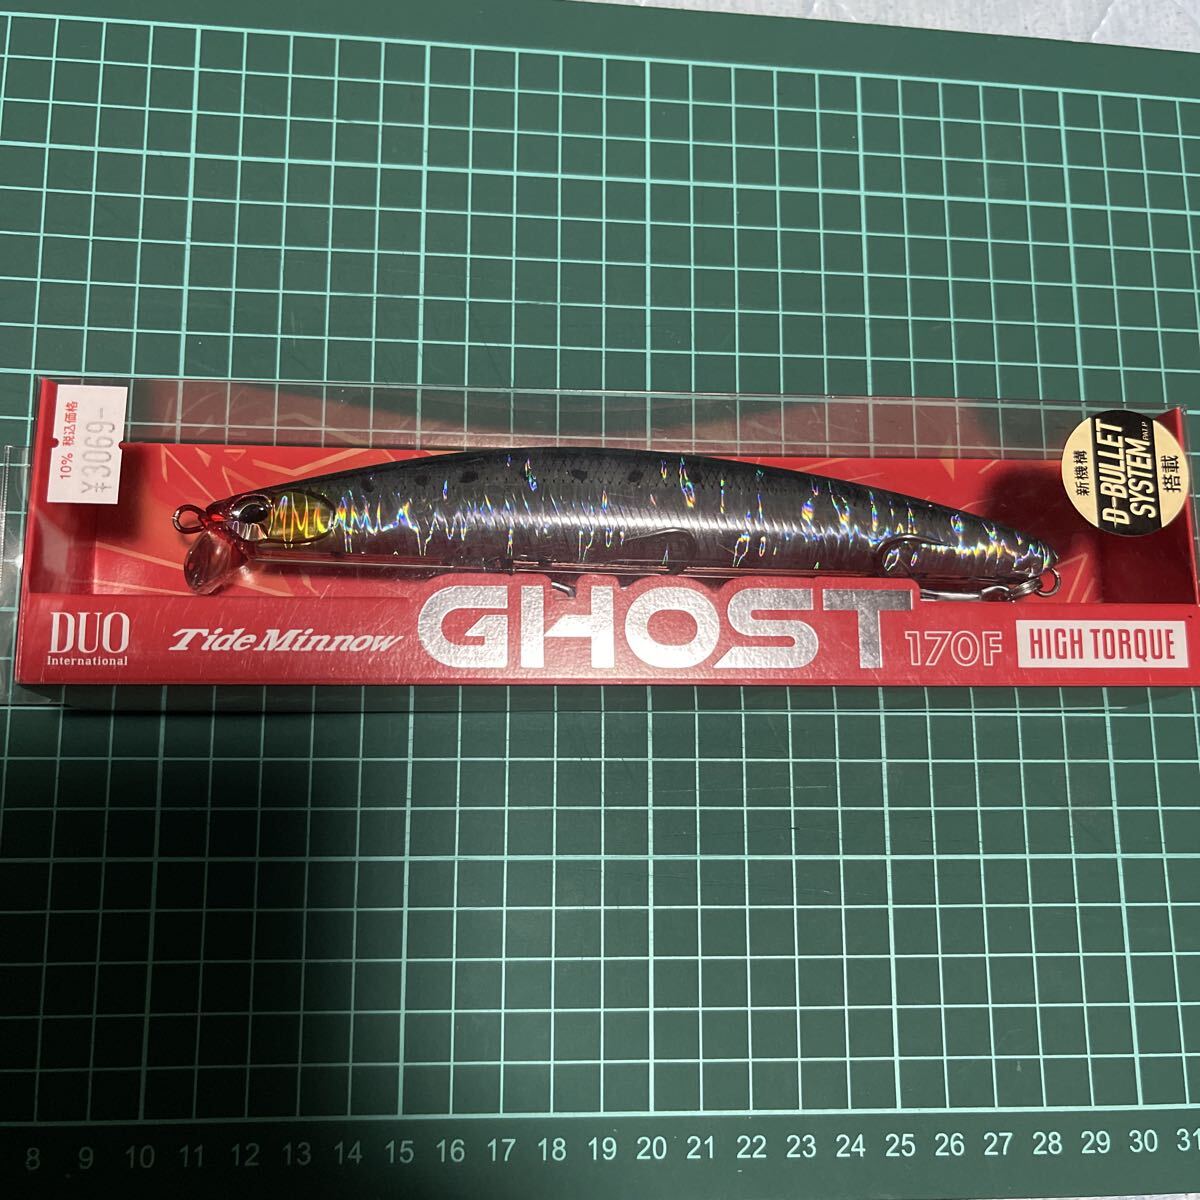 10% 税込価格
¥3069-
新機構
D-BULLET
SYSTEM
PAT.P
搭載
DUO
International
Tide Minnow
GHOST
170F
HIGH TORQUE
8 9 10 11 12 13 14 15 16 17 18 19 20 21 22 23 24 25 26 27 28 29 30 31